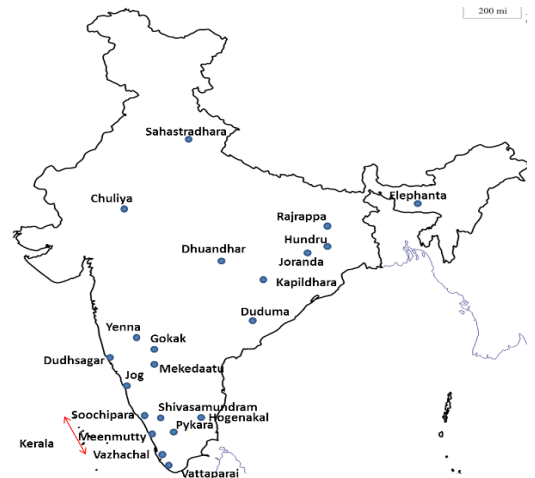 200 mi
Sahastradhara
Elephanta
Chuliya
Rajrappa
Hundru
Dhuandhar
Joranda
Kapildhara
Duduma
Yenna
Gokak
Dudhsagar
Mekedaatu
Jog
Shivasamundram
Soochipara
Hogenakal
Pykara
Kerala
Meenmutty
Vazhachal
Vattaparai